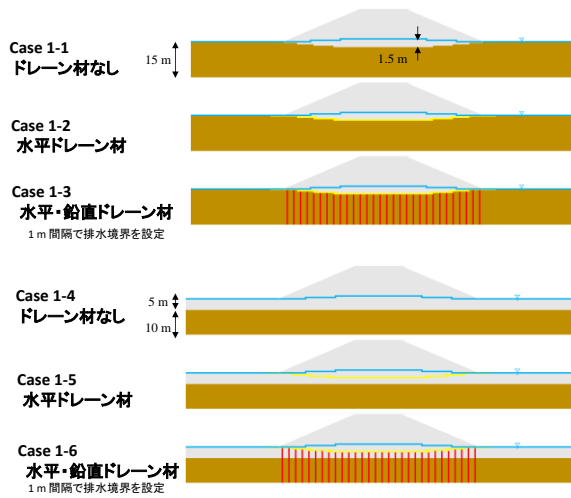 Case 1-1
ドレーン材なし
15 m
1.5 m
Case 1-2
水平ドレーン材
Case 1-3
水平・鉛直ドレーン材
1ｍ間隔で排水境界を設定
Case 1-4
ドレーン材なし
5 m
10 m
Case 1-5
水平ドレーン材
Case 1-6
水平・鉛直ドレーン材
1ｍ間隔で排水境界を設定